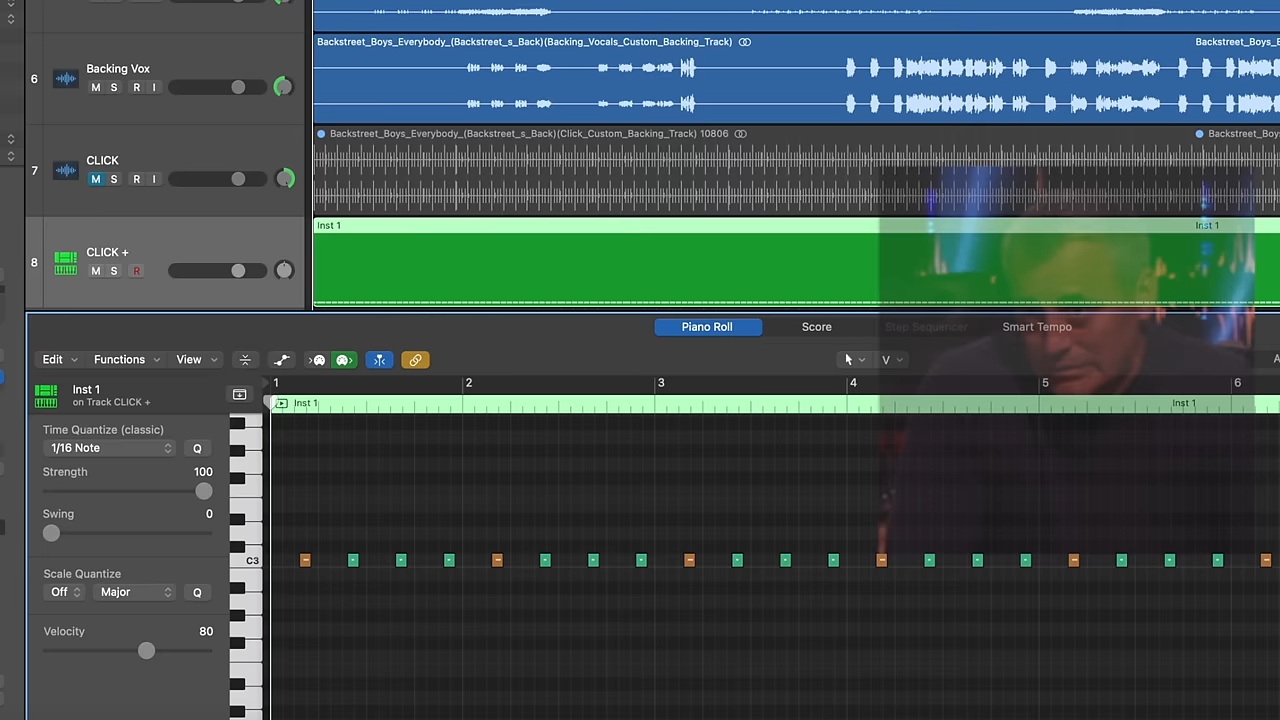 Backstreet_Boys_Everybody_(Backstreet_s_Back)(Backing_Vocals_Custom_Backing_Track)
Backstreet_Boys_E
6
Backing Vox
M S R I
Backstreet_Boys_Everybody_(Backstreet_s_Back)(Click_Custom_Backing_Track) 10806
Backstreet_Boy
7
CLICK
M S R I
Inst 1
Inst 1
8
CLICK +
M S R
Piano Roll
Score
Step Sequencer
Smart Tempo
Edit
Functions
View
V
A
Inst 1
on Track CLICK +
1 2 3 4 5 6
Inst 1
Inst 1
Time Quantize (classic)
1/16 Note
Q
Strength
100
Swing
0
C3
Scale Quantize
Off
Major
Q
Velocity
80